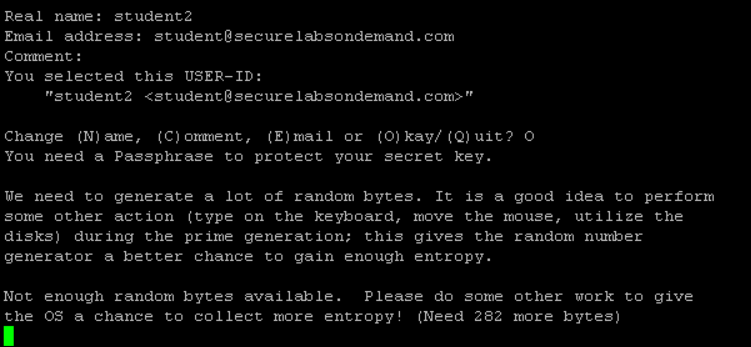 Real name: student2
Email address: student@securelabsondemand.com
Comment:
You selected this USER-ID:
    "student2 <student@securelabsondemand.com>"

Change (N)ame, (C)omment, (E)mail or (O)kay/(Q)uit? O
You need a Passphrase to protect your secret key.

We need to generate a lot of random bytes. It is a good idea to perform
some other action (type on the keyboard, move the mouse, utilize the
disks) during the prime generation; this gives the random number
generator a better chance to gain enough entropy.

Not enough random bytes available.  Please do some other work to give
the OS a chance to collect more entropy! (Need 282 more bytes)